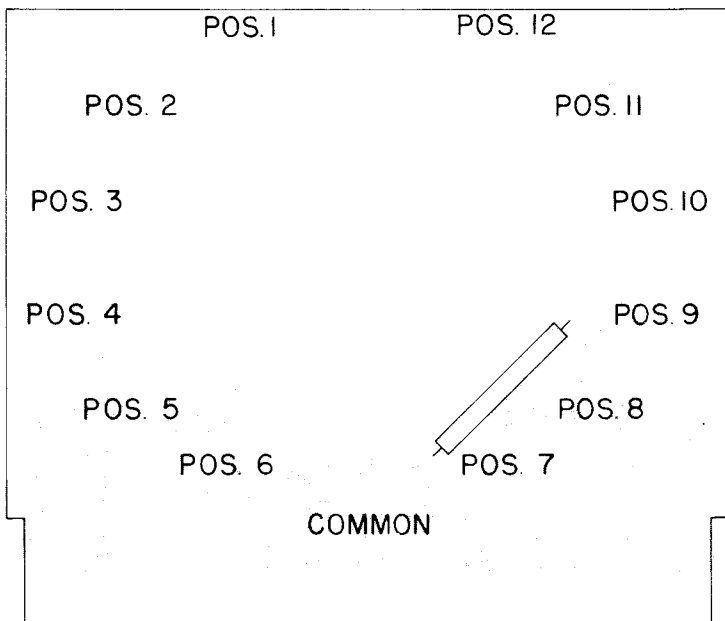 POS. 1 POS. 12
POS. 2 POS. 11
POS. 3 POS. 10
POS. 4 POS. 9
POS. 5 POS. 8
POS. 6 POS. 7
COMMON